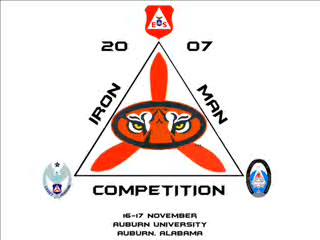 E S
20 07
IRON MAN
COMPETITION
16-17 NOVEMBER
AUBURN UNIVERSITY
AUBURN, ALABAMA